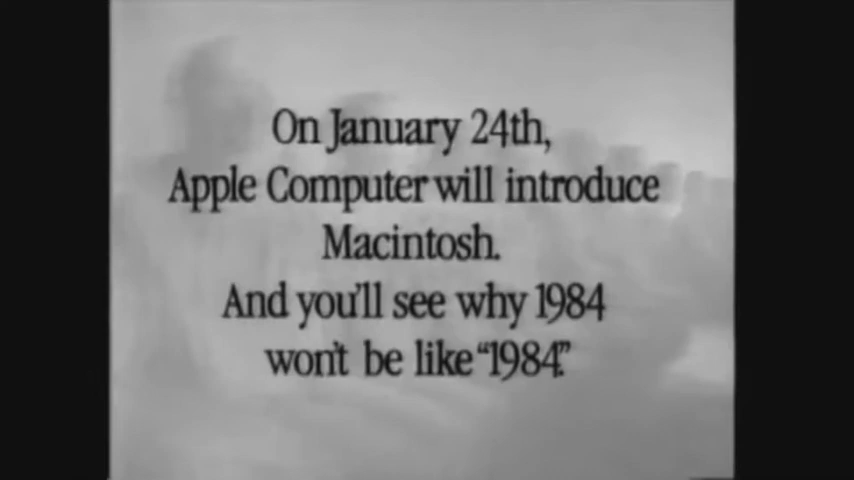 On January 24th,
Apple Computer will introduce
Macintosh.
And you'll see why 1984
won't be like “1984.”